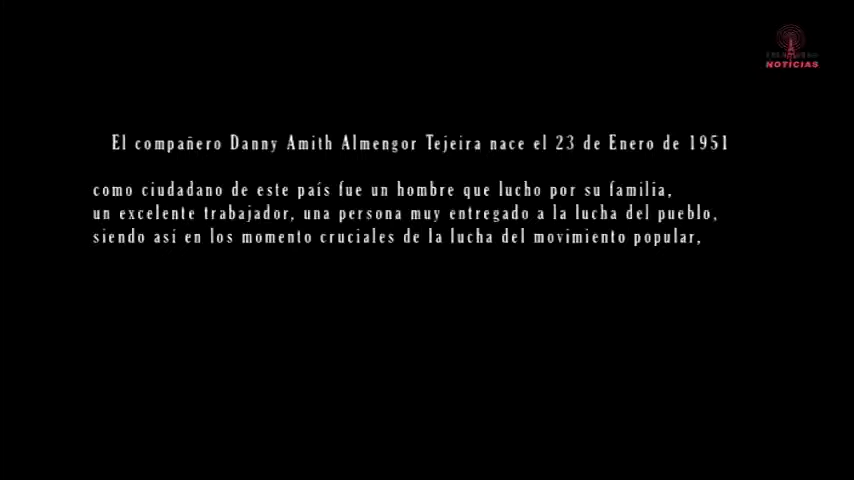 NOTICIAS
El compañero Danny Amith Almengor Tejeira nace el 23 de Enero de 1951
como ciudadano de este país fue un hombre que lucho por su familia,
un excelente trabajador, una persona muy entregado a la lucha del pueblo,
siendo así en los momento cruciales de la lucha del movimiento popular,